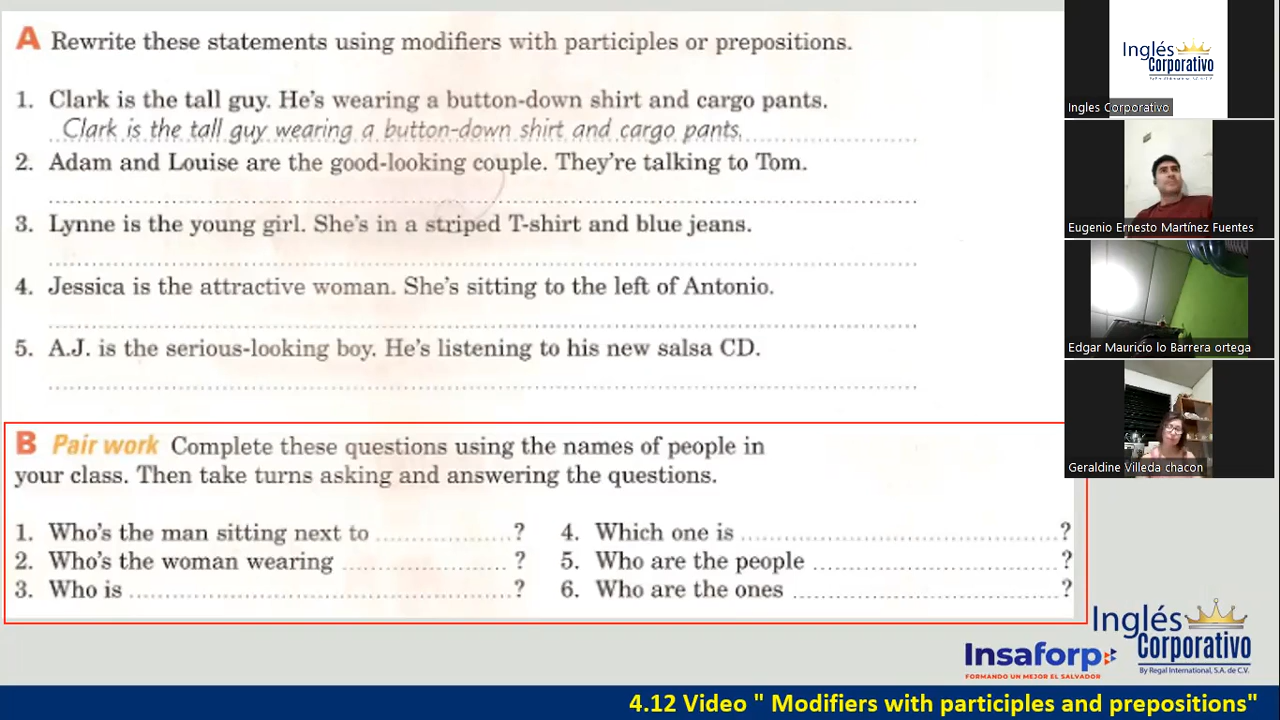 A Rewrite these statements using modifiers with participles or prepositions.
1. Clark is the tall guy. He's wearing a button-down shirt and cargo pants.
Clark is the tall guy wearing a button-down shirt and cargo pants.
2. Adam and Louise are the good-looking couple. They're talking to Tom.
3. Lynne is the young girl. She's in a striped T-shirt and blue jeans.
4. Jessica is the attractive woman. She's sitting to the left of Antonio.
5. A.J. is the serious-looking boy. He's listening to his new salsa CD.
B Pair work Complete these questions using the names of people in
your class. Then take turns asking and answering the questions.
1. Who's the man sitting next to ?
2. Who's the woman wearing ?
3. Who is ?
4. Which one is ?
5. Who are the people ?
6. Who are the ones ?
Inglés
Corporativo
Ingles Corporativo
Eugenio Ernesto Martínez Fuentes
Edgar Mauricio lo Barrera ortega
Geraldine Villeda chacon
Inglés
Corporativo
By Regal International, S.A. de C.V.
Insaforp
FORMANDO UN MEJOR EL SALVADOR
4.12 Video " Modifiers with participles and prepositions"